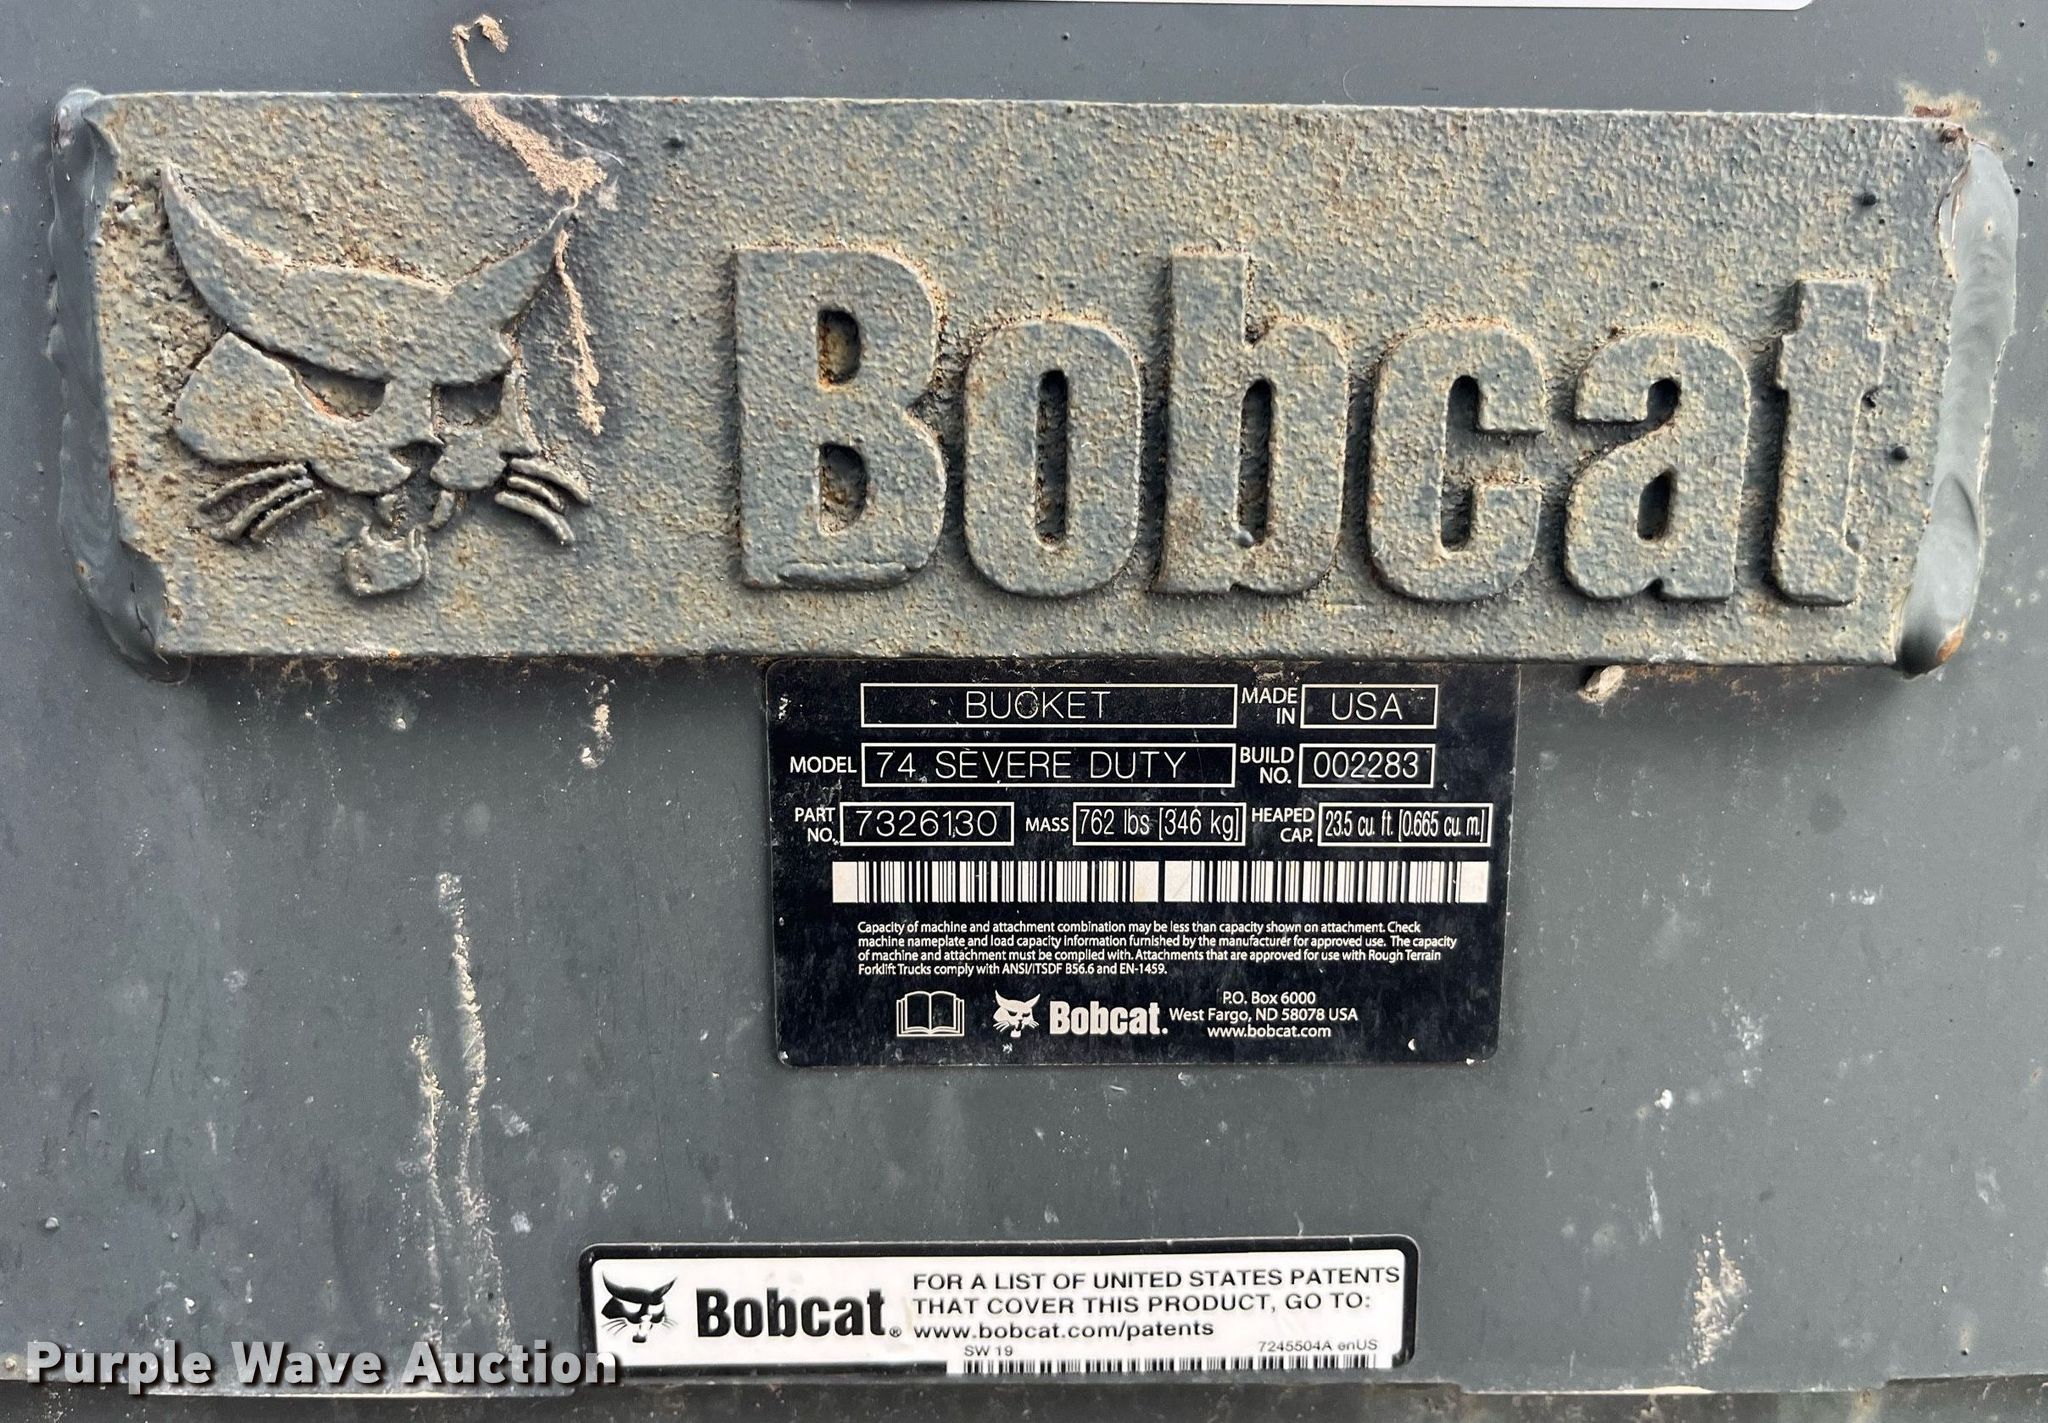 Bobcat
BUCKET MADE IN USA
MODEL 74 SEVERE DUTY BUILD NO. 002283
PART NO. 7326130 MASS 762 lbs [346 kg] HEAPED CAP. 23.5 cu. ft. [0.665 cu. m]
Capacity of machine and attachment combination may be less than capacity shown on attachment. Check
machine nameplate and load capacity information furnished by the manufacturer for approved use. The capacity
of machine and attachment must be complied with. Attachments that are approved for use with Rough Terrain
Forklift Trucks comply with ANSI/ITSDF B56.6 and EN-1459.
Bobcat.
P.O. Box 6000
West Fargo, ND 58078 USA
www.bobcat.com
Bobcat®
FOR A LIST OF UNITED STATES PATENTS
THAT COVER THIS PRODUCT, GO TO:
www.bobcat.com/patents
SW 19 7245504A enUS
Purple Wave Auction